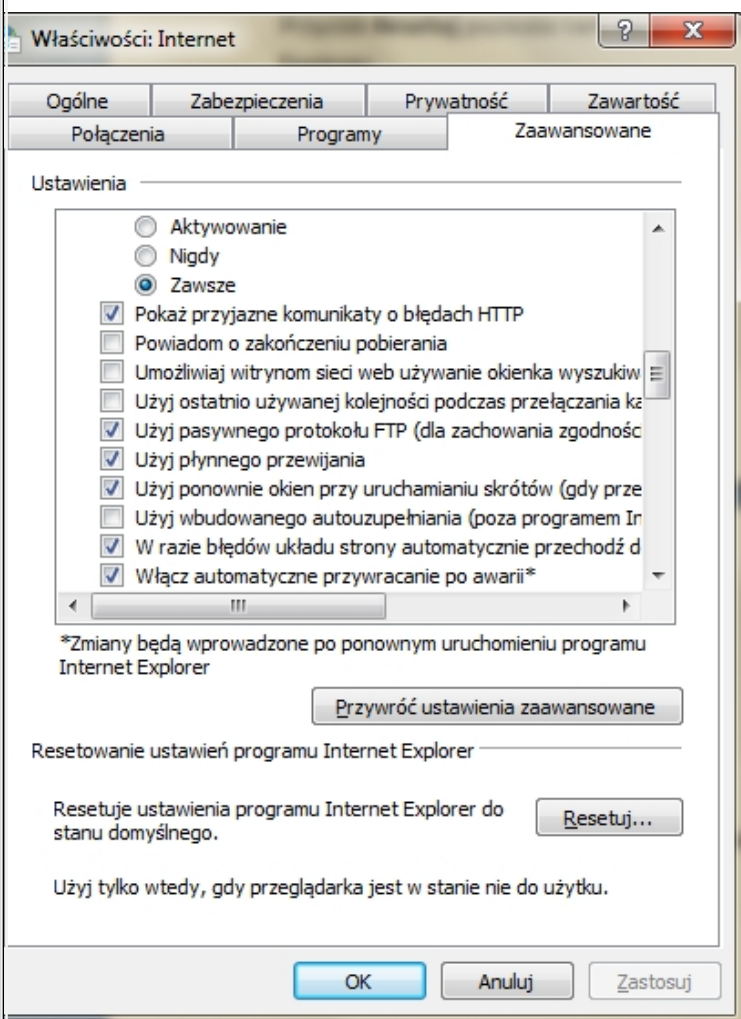 Właściwości: Internet
?
X
Ogólne Zabezpieczenia Prywatność Zawartość
Połączenia Programy Zaawansowane
Ustawienia
Aktywowanie
Nigdy
Zawsze
Pokaż przyjazne komunikaty o błędach HTTP
Powiadom o zakończeniu pobierania
Umożliwiaj witrynom sieci web używanie okienka wyszukiw
Użyj ostatnio używanej kolejności podczas przełączania ka
Użyj pasywnego protokołu FTP (dla zachowania zgodności
Użyj płynnego przewijania
Użyj ponownie okien przy uruchamianiu skrótów (gdy prze
Użyj wbudowanego autouzupełniania (poza programem In
W razie błędów układu strony automatycznie przechodź d
Włącz automatyczne przywracanie po awarii*
*Zmiany będą wprowadzone po ponownym uruchomieniu programu
Internet Explorer
Przywróć ustawienia zaawansowane
Resetowanie ustawień programu Internet Explorer
Resetuje ustawienia programu Internet Explorer do
stanu domyślnego.
Resetuj...
Użyj tylko wtedy, gdy przeglądarka jest w stanie nie do użytku.
OK Anuluj Zastosuj